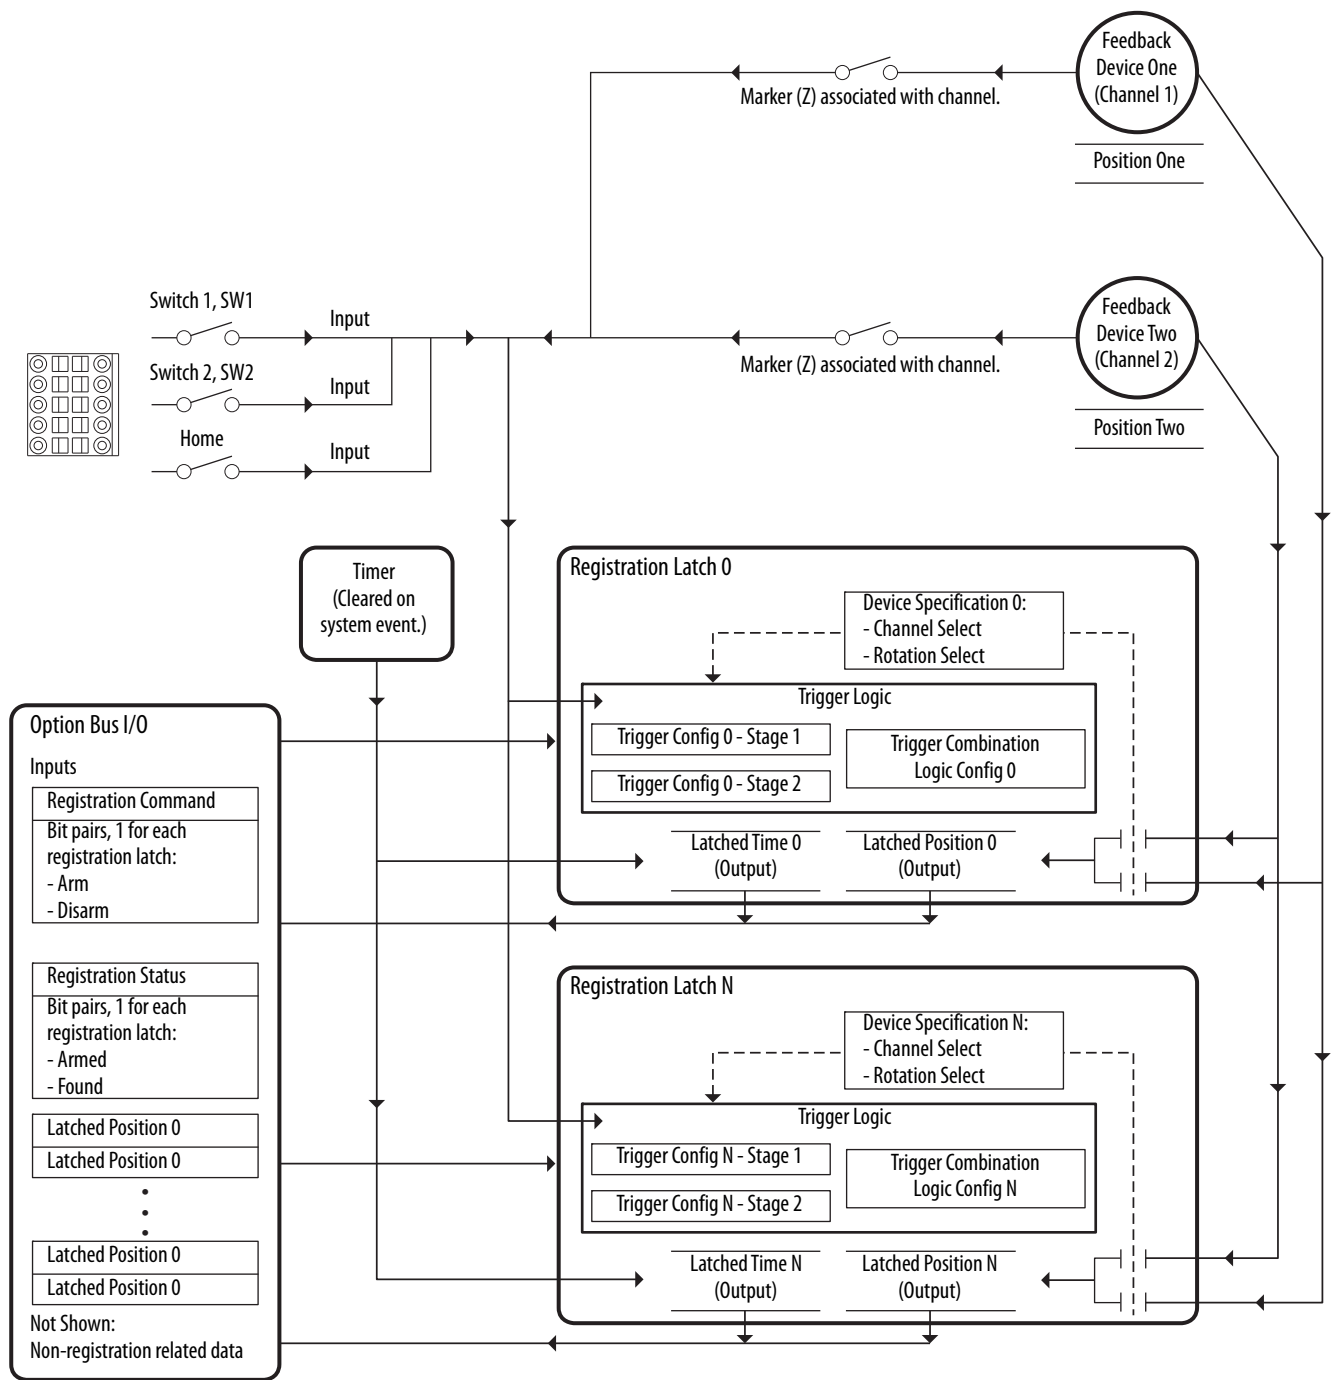 Feedback
Device One
(Channel 1)
Marker (Z) associated with channel.
Position One
Feedback
Device Two
(Channel 2)
Marker (Z) associated with channel.
Position Two
Switch 1, SW1
Input
Switch 2, SW2
Input
Home
Input
Timer
(Cleared on
system event.)
Registration Latch 0
Device Specification 0:
- Channel Select
- Rotation Select
Trigger Logic
Trigger Config 0 - Stage 1
Trigger Config 0 - Stage 2
Trigger Combination
Logic Config 0
Latched Time 0
(Output)
Latched Position 0
(Output)
Option Bus I/O
Inputs
Registration Command
Bit pairs, 1 for each
registration latch:
- Arm
- Disarm
Registration Status
Bit pairs, 1 for each
registration latch:
- Armed
- Found
Latched Position 0
Latched Position 0
Latched Position 0
Latched Position 0
Not Shown:
Non-registration related data
Registration Latch N
Device Specification N:
- Channel Select
- Rotation Select
Trigger Logic
Trigger Config N - Stage 1
Trigger Config N - Stage 2
Trigger Combination
Logic Config N
Latched Time N
(Output)
Latched Position N
(Output)